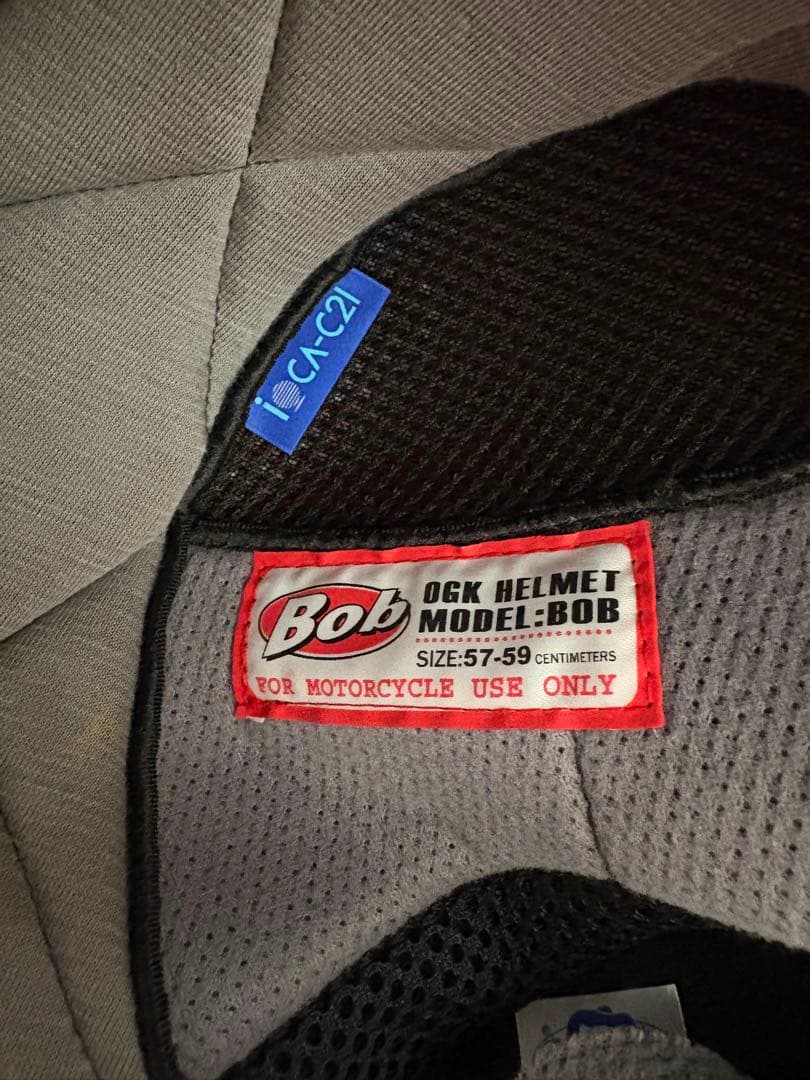 CA-C21
Bob
OGK HELMET
MODEL:BOB
SIZE:57-59 CENTIMETERS
FOR MOTORCYCLE USE ONLY